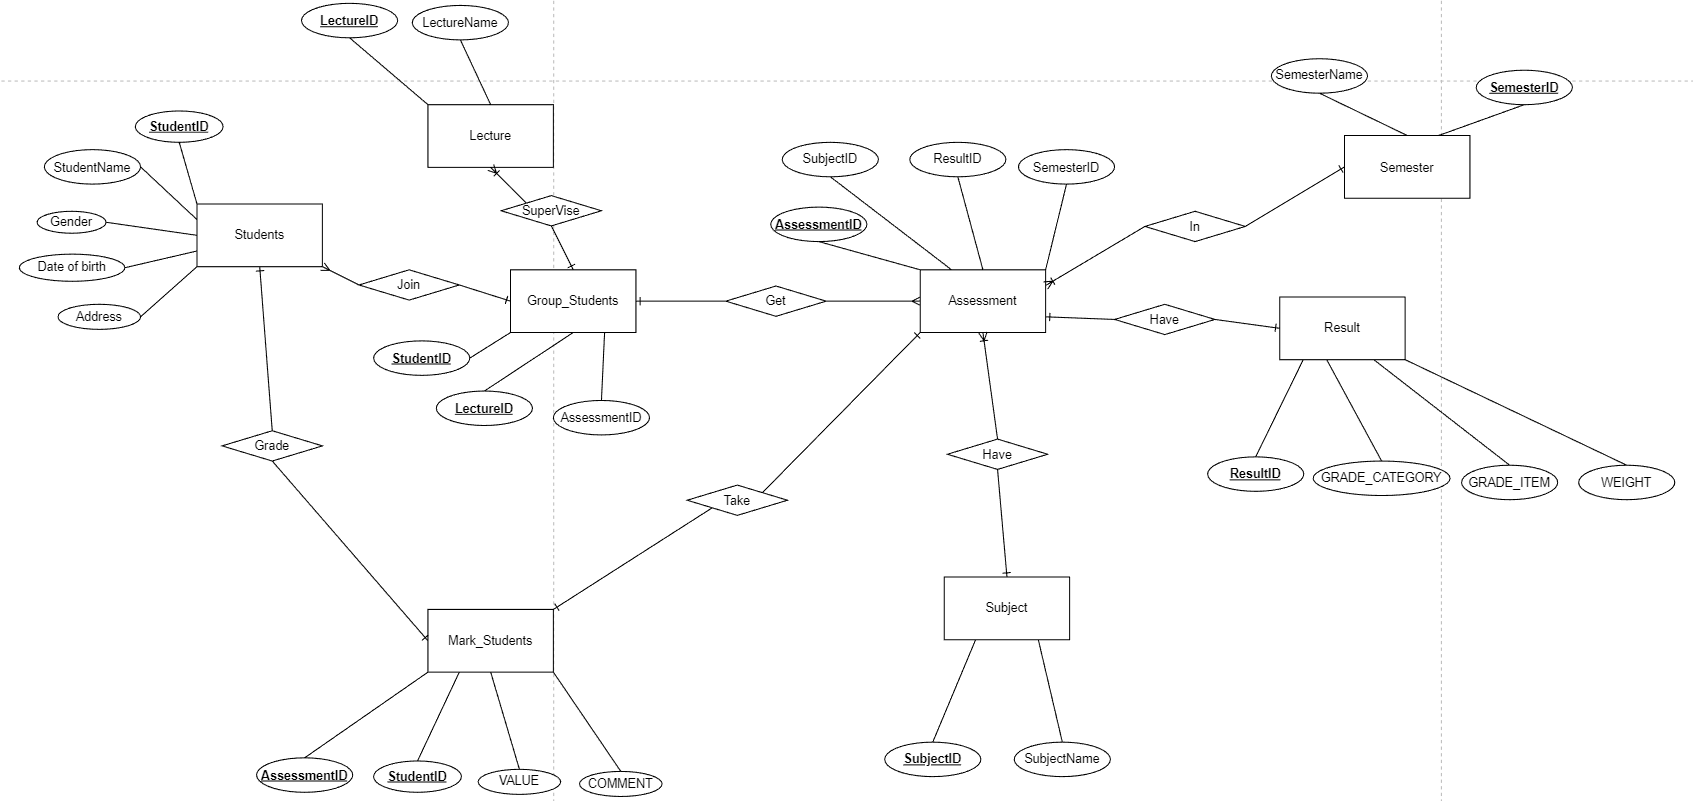 LectureID
LectureName
SemesterName
SemesterID
StudentID
Lecture
StudentName
SubjectID
ResultID
SemesterID
Semester
Gender
Students
SuperVise
AssessmentID
In
Date of birth
Join
Group_Students
Get
Assessment
Address
Have
Result
StudentID
LectureID
AssessmentID
Grade
Have
ResultID
GRADE_CATEGORY
GRADE_ITEM
WEIGHT
Take
Subject
Mark_Students
AssessmentID
StudentID
VALUE
COMMENT
SubjectID
SubjectName